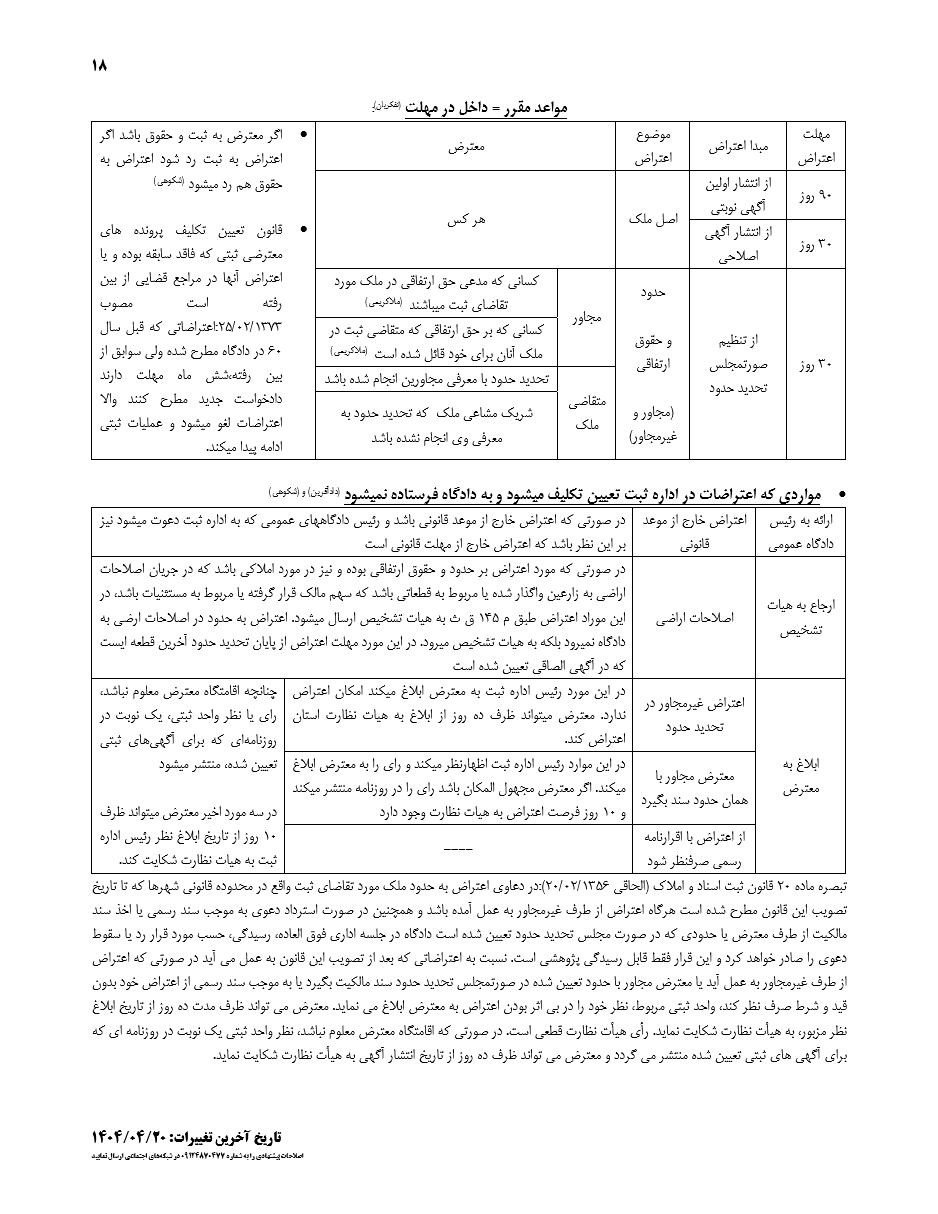 ۱۸
مواعد مقرر = داخل در مهلت (تفکریان):
مهلت
اعتراض
مبدا اعتراض
موضوع
اعتراض
معترض
۹۰ روز
از انتشار اولین
آگهی نوبتی
اصل ملک
هر کس
۳۰ روز
از انتشار آگهی
اصلاحی
۳۰ روز
از تنظیم
صورتمجلس
تحدید حدود
حدود
و حقوق
ارتفاقی
(مجاور و
غیرمجاور)
مجاور
کسانی که مدعی حق ارتفاقی در ملک مورد
تقاضای ثبت میباشند (ملاکریمی)
کسانی که بر حق ارتفاقی که متقاضی ثبت در
ملک آنان برای خود قائل شده است (ملاکریمی)
متقاضی
ملک
تحدید حدود با معرفی مجاورین انجام شده باشد
شریک مشاعی ملک که تحدید حدود به
معرفی وی انجام نشده باشد
• اگر معترض به ثبت و حقوق باشد اگر
اعتراض به ثبت رد شود اعتراض به
حقوق هم رد میشود (شکوهی)
• قانون تعیین تکلیف پرونده های
معترضی ثبتی که فاقد سابقه بوده و یا
اعتراض آنها در مراجع قضایی از بین
رفته است مصوب
۲۵/۰۲/۱۳۷۳:اعتراضاتی که قبل سال
۶۰ در دادگاه مطرح شده ولی سوابق از
بین رفته،شش ماه مهلت دارند
دادخواست جدید مطرح کنند والا
اعتراضات لغو میشود و عملیات ثبتی
ادامه پیدا میکند.
• مواردی که اعتراضات در اداره ثبت تعیین تکلیف میشود و به دادگاه فرستاده نمیشود (دادآفرین) و (شکوهی)
ارائه به رئیس
دادگاه عمومی
اعتراض خارج از موعد
قانونی
در صورتی که اعتراض خارج از موعد قانونی باشد و رئیس دادگاههای عمومی که به اداره ثبت دعوت میشود نیز
بر این نظر باشد که اعتراض خارج از مهلت قانونی است
ارجاع به هیات
تشخیص
اصلاحات اراضی
در صورتی که مورد اعتراض بر حدود و حقوق ارتفاقی بوده و نیز در مورد املاکی باشد که در جریان اصلاحات
اراضی به زارعین واگذار شده یا مربوط به قطعاتی باشد که سهم مالک قرار گرفته یا مربوط به مستثنیات باشد، در
این موراد اعتراض طبق م ۱۴۵ ق ث به هیات تشخیص ارسال میشود. اعتراض به حدود در اصلاحات ارضی به
دادگاه نمیرود بلکه به هیات تشخیص میرود. در این مورد مهلت اعتراض از پایان تحدید حدود آخرین قطعه ایست
که در آگهی الصاقی تعیین شده است
ابلاغ به
معترض
اعتراض غیرمجاور در
تحدید حدود
در این مورد رئیس اداره ثبت به معترض ابلاغ میکند امکان اعتراض
ندارد. معترض میتواند ظرف ده روز از ابلاغ به هیات نظارت استان
اعتراض کند.
معترض مجاور با
همان حدود سند بگیرد
در این موارد رئیس اداره ثبت اظهارنظر میکند و رای را به معترض ابلاغ
میکند. اگر معترض مجهول المکان باشد رای را در روزنامه منتشر میکند
و ۱۰ روز فرصت اعتراض به هیات نظارت وجود دارد
از اعتراض با اقرارنامه
رسمی صرفنظر شود
____
چنانچه اقامتگاه معترض معلوم نباشد،
رای یا نظر واحد ثبتی، یک نوبت در
روزنامه‌ای که برای آگهی‌های ثبتی
تعیین شده، منتشر میشود
در سه مورد اخیر معترض میتواند ظرف
۱۰ روز از تاریخ ابلاغ نظر رئیس اداره
ثبت به هیات نظارت شکایت کند.
تبصره ماده ۲۰ قانون ثبت اسناد و املاک (الحاقی ۲۰/۰۲/۱۳۵۶):در دعاوی اعتراض به حدود ملک مورد تقاضای ثبت واقع در محدوده قانونی شهرها که تا تاریخ
تصویب این قانون مطرح شده است هرگاه اعتراض از طرف غیرمجاور به عمل آمده باشد و همچنین در صورت استرداد دعوی به موجب سند رسمی یا اخذ سند
مالکیت از طرف معترض یا حدودی که در صورت مجلس تحدید حدود تعیین شده است دادگاه در جلسه اداری فوق العاده، رسیدگی، حسب مورد قرار رد یا سقوط
دعوی را صادر خواهد کرد و این قرار فقط قابل رسیدگی پژوهشی است. نسبت به اعتراضاتی که بعد از تصویب این قانون به عمل می آید در صورتی که اعتراض
از طرف غیرمجاور به عمل آید یا معترض مجاور با حدود تعیین شده در صورتمجلس تحدید حدود سند مالکیت بگیرد یا به موجب سند رسمی از اعتراض خود بدون
قید و شرط صرف نظر کند، واحد ثبتی مربوط، نظر خود را در بی اثر بودن اعتراض به معترض ابلاغ می نماید. معترض می تواند ظرف مدت ده روز از تاریخ ابلاغ
نظر مزبور، به هیأت نظارت شکایت نماید. رأی هیأت نظارت قطعی است. در صورتی که اقامتگاه معترض معلوم نباشد، نظر واحد ثبتی یک نوبت در روزنامه ای که
برای آگهی های ثبتی تعیین شده منتشر می گردد و معترض می تواند ظرف ده روز از تاریخ انتشار آگهی به هیأت نظارت شکایت نماید.
تاریخ آخرین تغییرات: ۱۴۰۴/۰۴/۲۰
اصلاحات پیشنهادی را به شماره ۰۹۱۲۴۸۷۰۴۷۷ در شبکه‌های اجتماعی ارسال نمایید